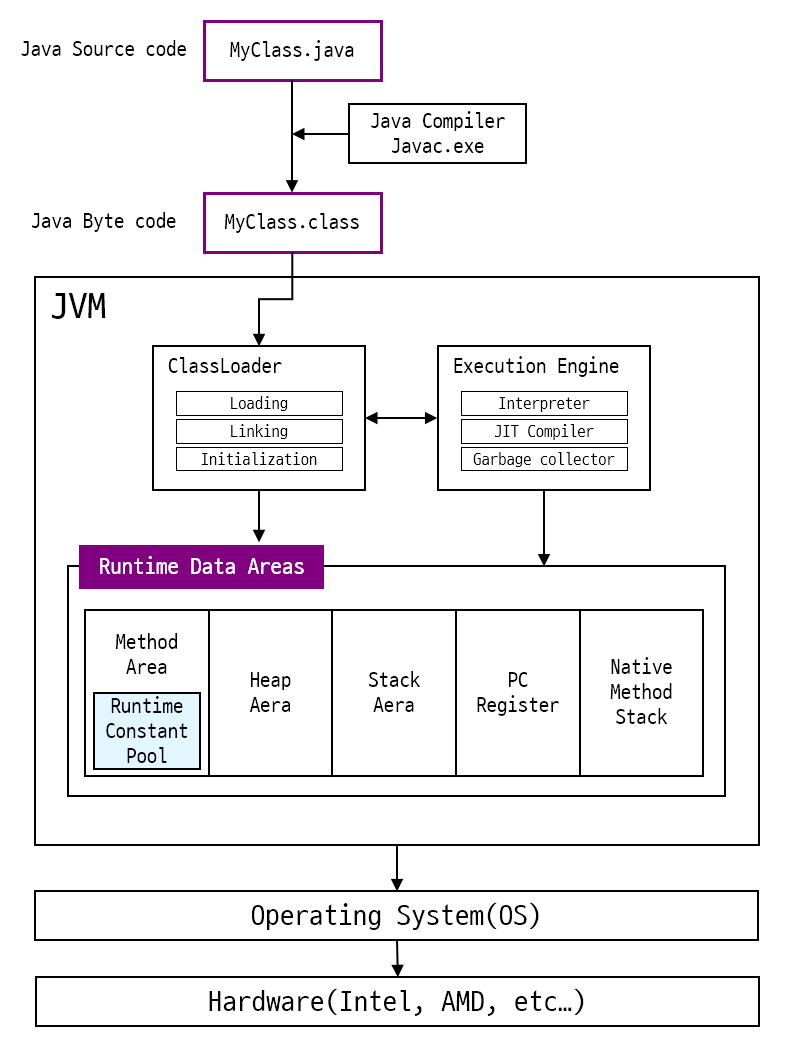 Java Source code
MyClass.java
Java Compiler
Javac.exe
Java Byte code
MyClass.class
JVM
ClassLoader
Loading
Linking
Initialization
Execution Engine
Interpreter
JIT Compiler
Garbage collector
Runtime Data Areas
Method
Area
Runtime
Constant
Pool
Heap
Aera
Stack
Aera
PC
Register
Native
Method
Stack
Operating System(OS)
Hardware(Intel, AMD, etc…)